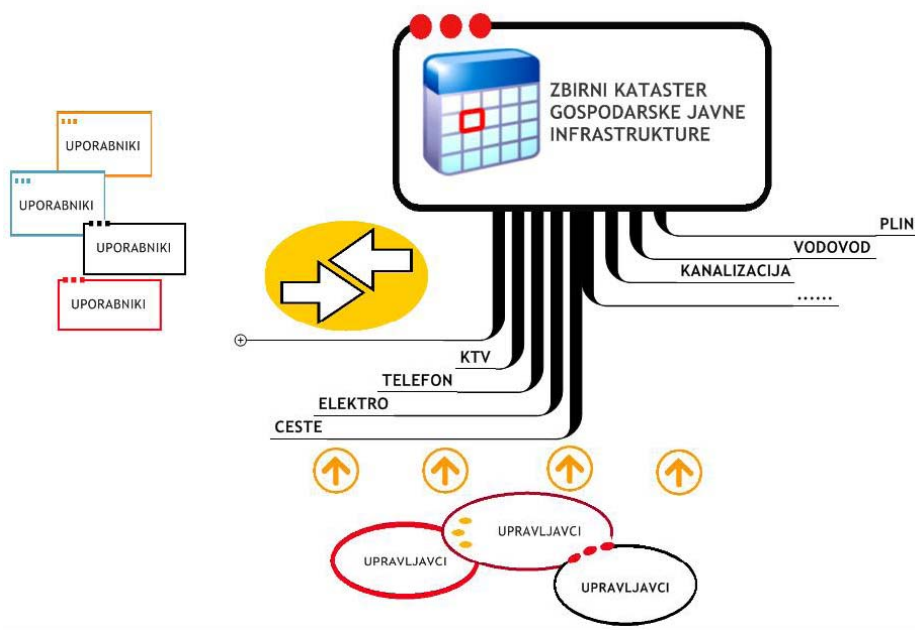 ZBIRNI KATASTER
GOSPODARSKE JAVNE
INFRASTRUKTURE
UPORABNIKI
UPORABNIKI
UPORABNIKI
UPORABNIKI
PLIN
VODOVOD
KANALIZACIJA
......
KTV
TELEFON
ELEKTRO
CESTE
UPRAVLJAVCI
UPRAVLJAVCI
UPRAVLJAVCI